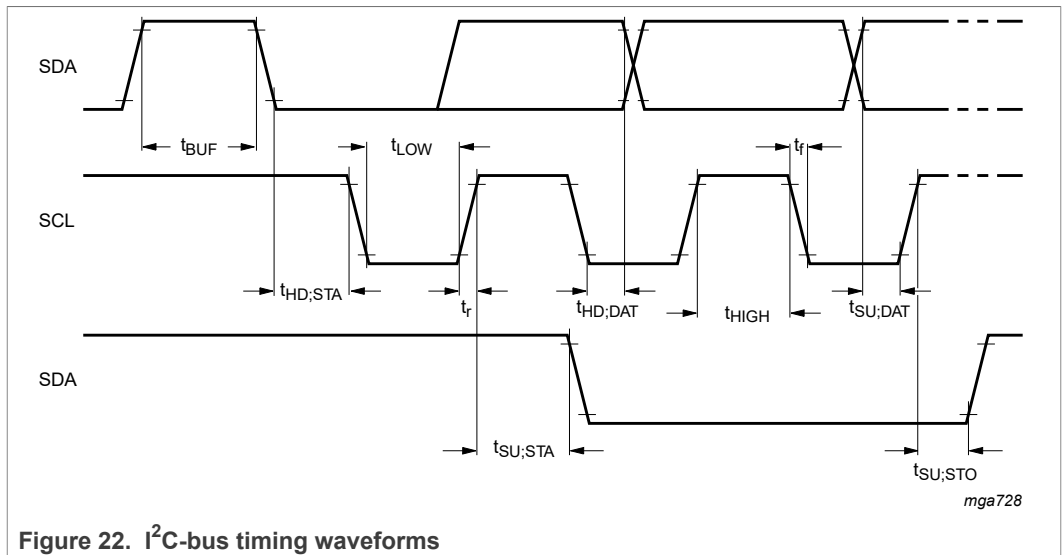 SDA
tBUF
tLOW
tf
SCL
tHD;STA
tr
tHD;DAT
tHIGH
tSU;DAT
SDA
tSU;STA
tSU;STO
mga728
Figure 22. I²C-bus timing waveforms